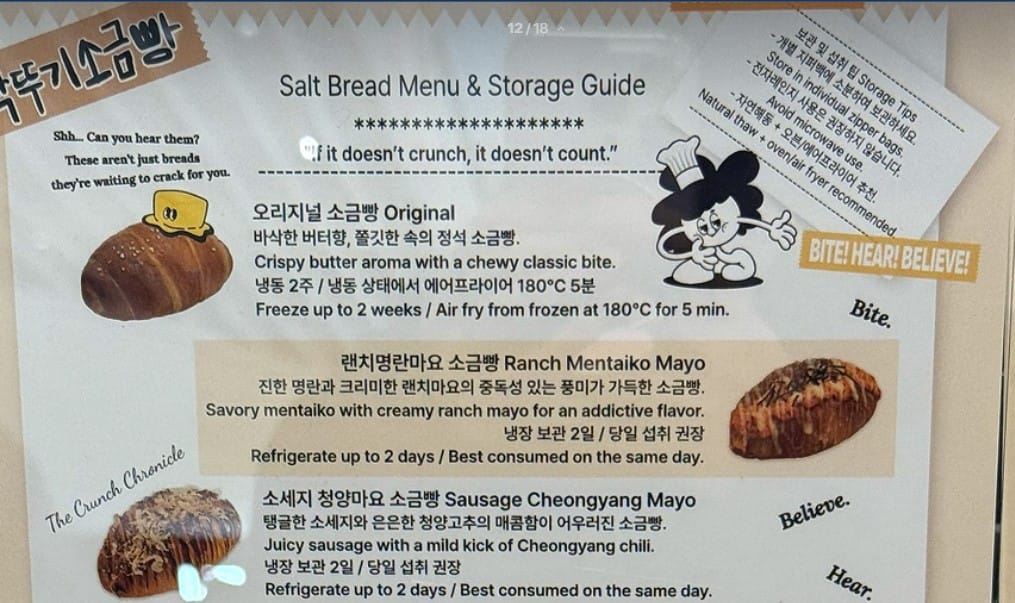 12/18
뚜기소금빵
Salt Bread Menu & Storage Guide
********************
"If it doesn't crunch, it doesn't count."
Shh... Can you hear them?
These aren't just breads
they're waiting to crack for you.
보관 및 섭취 팁 Storage Tips
- 개별 지퍼백에 소분하여 보관하세요.
Store in individual zipper bags.
- 전자레인지 사용은 권장하지 않습니다.
Avoid microwave use.
- 자연해동 + 오븐/에어프라이어 추천.
Natural thaw + oven/air fryer recommended.
BITE! HEAR! BELIEVE!
오리지널 소금빵 Original
바삭한 버터향, 쫄깃한 속의 정석 소금빵.
Crispy butter aroma with a chewy classic bite.
냉동 2주 / 냉동 상태에서 에어프라이어 180°C 5분
Freeze up to 2 weeks / Air fry from frozen at 180°C for 5 min.
Bite.
랜치명란마요 소금빵 Ranch Mentaiko Mayo
진한 명란과 크리미한 랜치마요의 중독성 있는 풍미가 가득한 소금빵.
Savory mentaiko with creamy ranch mayo for an addictive flavor.
냉장 보관 2일 / 당일 섭취 권장
Refrigerate up to 2 days / Best consumed on the same day.
The Crunch Chronicle
소세지 청양마요 소금빵 Sausage Cheongyang Mayo
탱글한 소세지와 은은한 청양고추의 매콤함이 어우러진 소금빵.
Juicy sausage with a mild kick of Cheongyang chili.
냉장 보관 2일 / 당일 섭취 권장
Refrigerate up to 2 days / Best consumed on the same day.
Believe.
Hear.